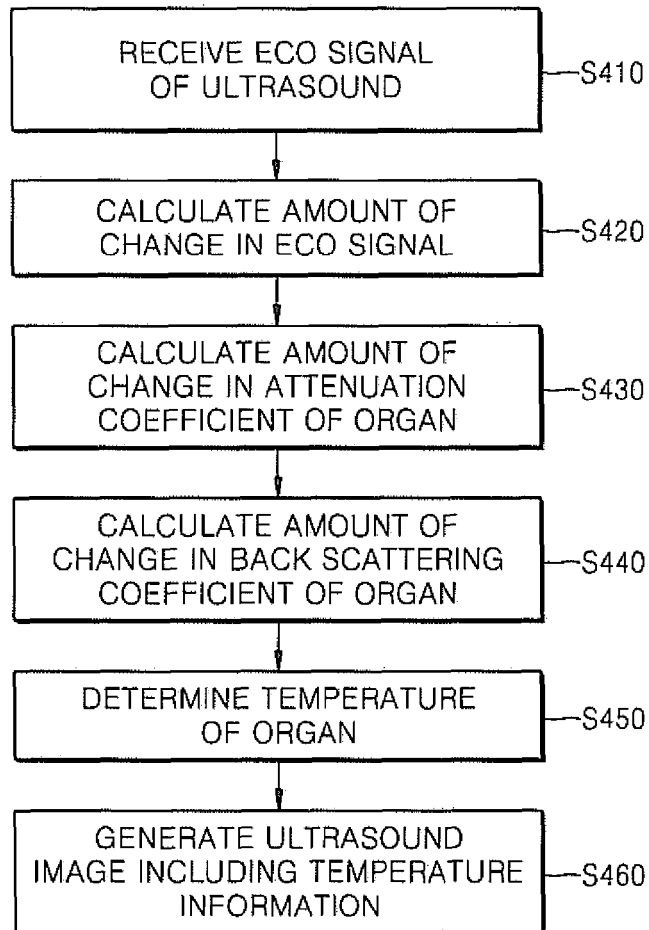 RECEIVE ECO SIGNAL
OF ULTRASOUND
S410
CALCULATE AMOUNT OF
CHANGE IN ECO SIGNAL
S420
CALCULATE AMOUNT OF
CHANGE IN ATTENUATION
COEFFICIENT OF ORGAN
S430
CALCULATE AMOUNT OF
CHANGE IN BACK SCATTERING
COEFFICIENT OF ORGAN
S440
DETERMINE TEMPERATURE
OF ORGAN
S450
GENERATE ULTRASOUND
IMAGE INCLUDING TEMPERATURE
INFORMATION
S460